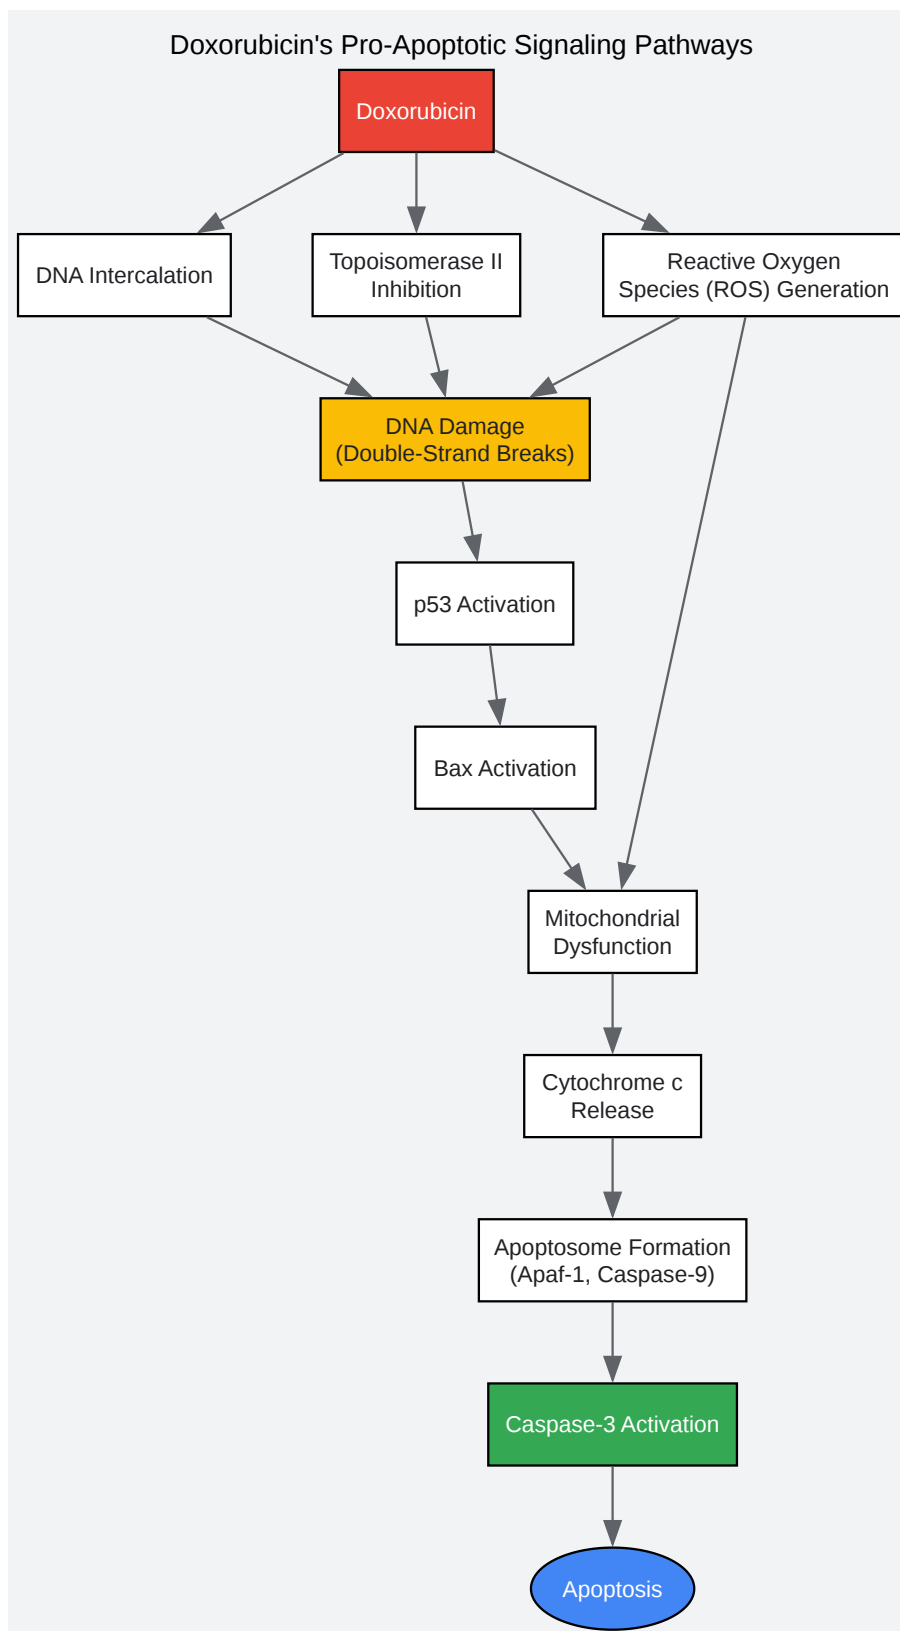 Doxorubicin's Pro-Apoptotic Signaling Pathways
Doxorubicin
DNA Intercalation
Topoisomerase II
Inhibition
Reactive Oxygen
Species (ROS) Generation
DNA Damage
(Double-Strand Breaks)
p53 Activation
Bax Activation
Mitochondrial
Dysfunction
Cytochrome c
Release
Apoptosome Formation
(Apaf-1, Caspase-9)
Caspase-3 Activation
Apoptosis